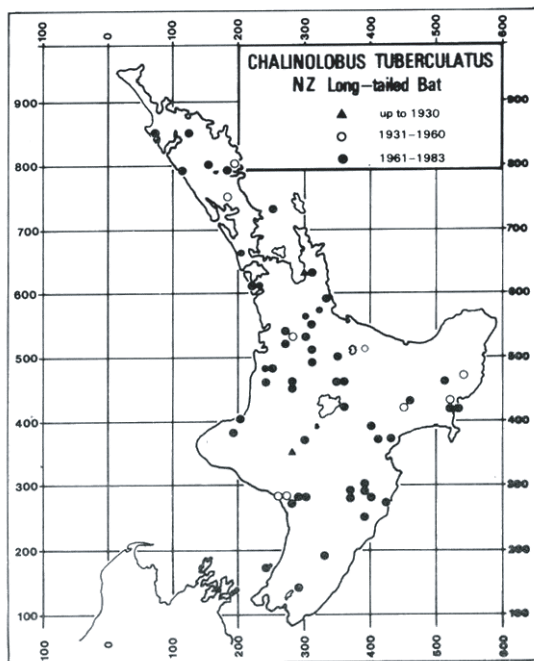 100 0 100 200 300 400 500 600
CHALINOLOBUS TUBERCULATUS
NZ Long-tailed Bat
up to 1930
1931-1960
1961-1983
900 900
800 800
700 700
600 600
500 500
400 400
300 300
200 200
100 100
100 0 100 200 300 400 500 600